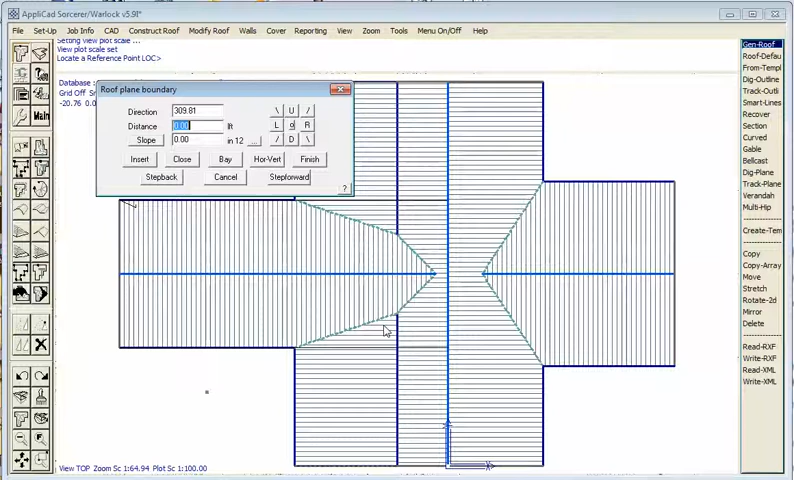 AppliCad Sorcerer/Warlock v5.9!*
File Set-Up Job Info CAD Construct Roof Modify Roof Walls Cover Reporting View Zoom Tools Menu On/Off Help
Setting view plot scale ...
View plot scale set
Locate a Reference Point LOC>
Database :
Grid Off
-20.76 0.0
Roof plane boundary
Direction 309.81
Distance 0.00 lft
Slope 0.00 in 12 ...
\ U /
L g R
/ D \
Insert Close Bay Hor-Vert Finish
Stepback Cancel Stepforward
?
Main
View TOP Zoom Sc 1:64.94 Plot Sc 1:100.00
X
Gen-Roof
Roof-Defau
From-Templ
Dig-Outline
Track-Outli
Smart-Lines
Recover
Section
Curved
Gable
Bellcast
Dig-Plane
Track-Plane
Verandah
Multi-Hip
Create-Tem
Copy
Copy-Array
Move
Stretch
Rotate-2d
Mirror
Delete
Read-RXF
Write-RXF
Read-XML
Write-XML